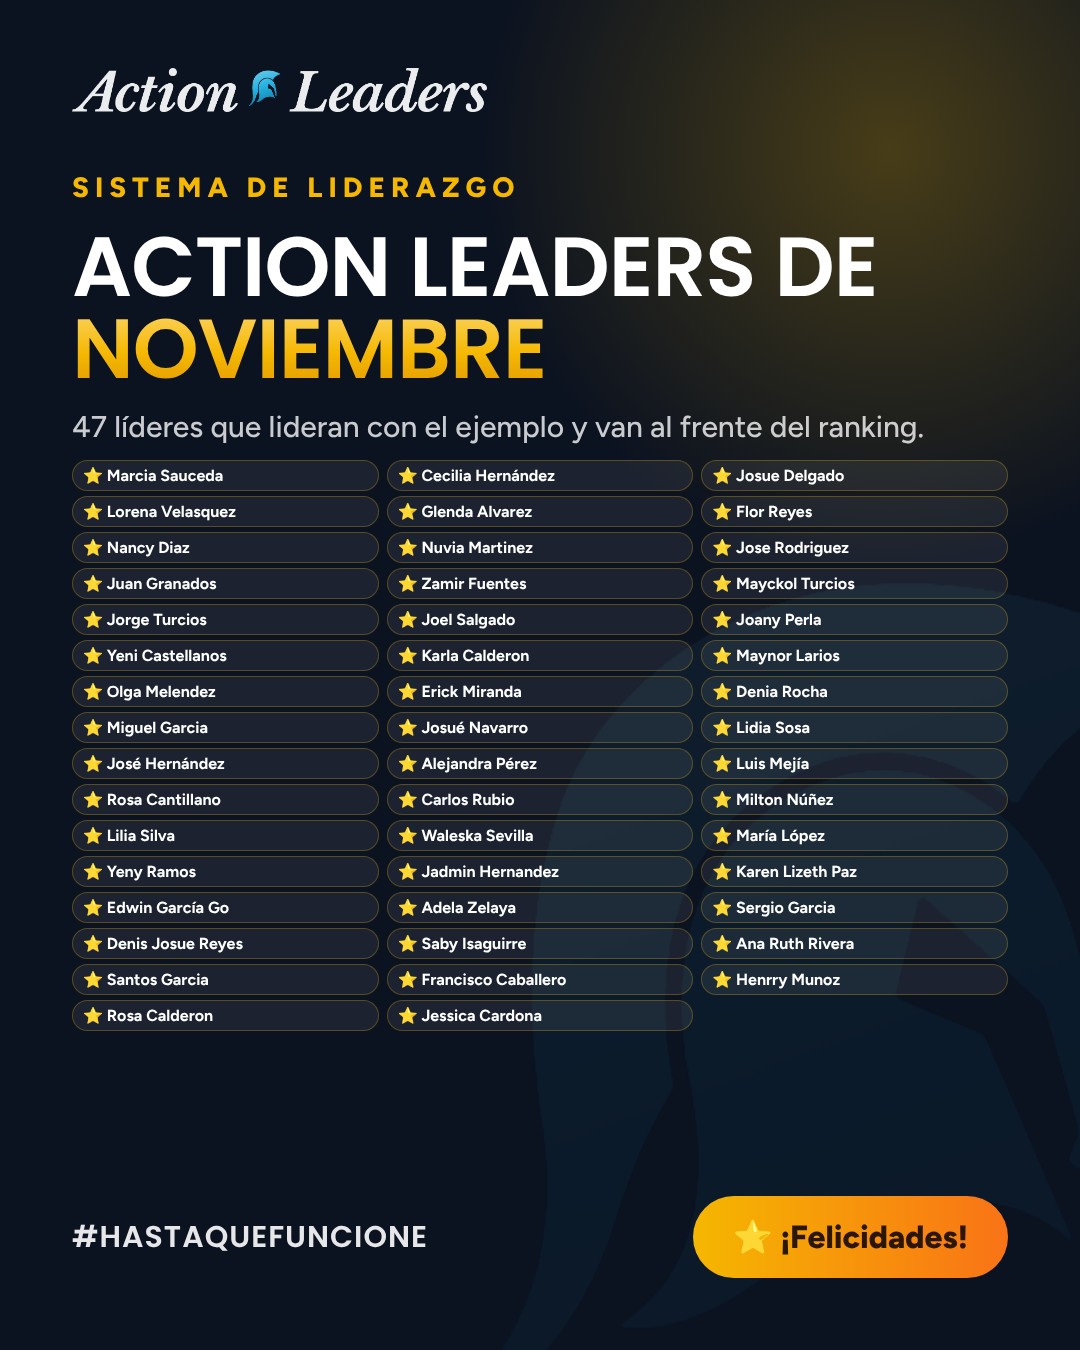 Action Leaders
SISTEMA DE LIDERAZGO
ACTION LEADERS DE
NOVIEMBRE
47 líderes que lideran con el ejemplo y van al frente del ranking.
Marcia Sauceda
Lorena Velasquez
Nancy Diaz
Juan Granados
Jorge Turcios
Yeni Castellanos
Olga Melendez
Miguel Garcia
José Hernández
Rosa Cantillano
Lilia Silva
Yeny Ramos
Edwin García Go
Denis Josue Reyes
Santos Garcia
Rosa Calderon
Cecilia Hernández
Glenda Alvarez
Nuvia Martinez
Zamir Fuentes
Joel Salgado
Karla Calderon
Erick Miranda
Josué Navarro
Alejandra Pérez
Carlos Rubio
Waleska Sevilla
Jadmin Hernandez
Adela Zelaya
Saby Isaguirre
Francisco Caballero
Jessica Cardona
Josue Delgado
Flor Reyes
Jose Rodriguez
Mayckol Turcios
Joany Perla
Maynor Larios
Denia Rocha
Lidia Sosa
Luis Mejía
Milton Núñez
María López
Karen Lizeth Paz
Sergio Garcia
Ana Ruth Rivera
Henrry Munoz
#HASTAQUEFUNCIONE
¡Felicidades!